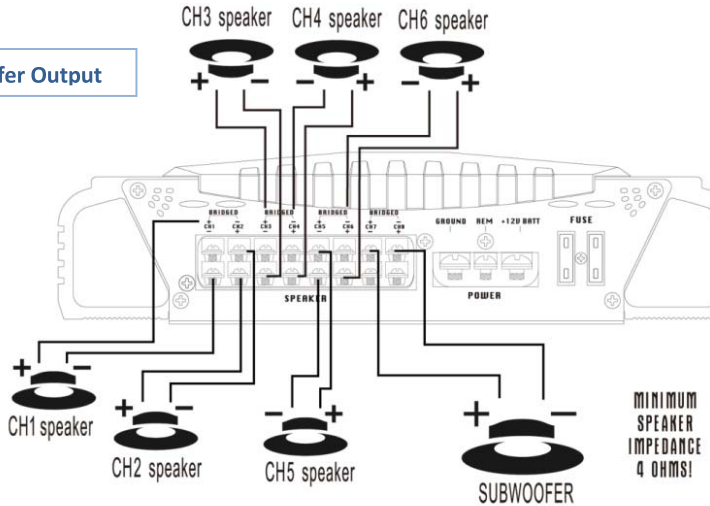 CH3 speaker CH4 speaker CH6 speaker
+ − − + − +
fer Output
BRIDGED BRIDGED BRIDGED BRIDGED
+ − + − + − + −
CH1 CH2 CH3 CH4 CH5 CH6 CH7 CH8
− + − + − + − +
GROUND REM +12V BATT FUSE
SPEAKER
POWER
+ −
CH1 speaker
+ −
CH2 speaker
− +
CH5 speaker
+ −
SUBWOOFER
MINIMUM
SPEAKER
IMPEDANCE
4 OHMS!